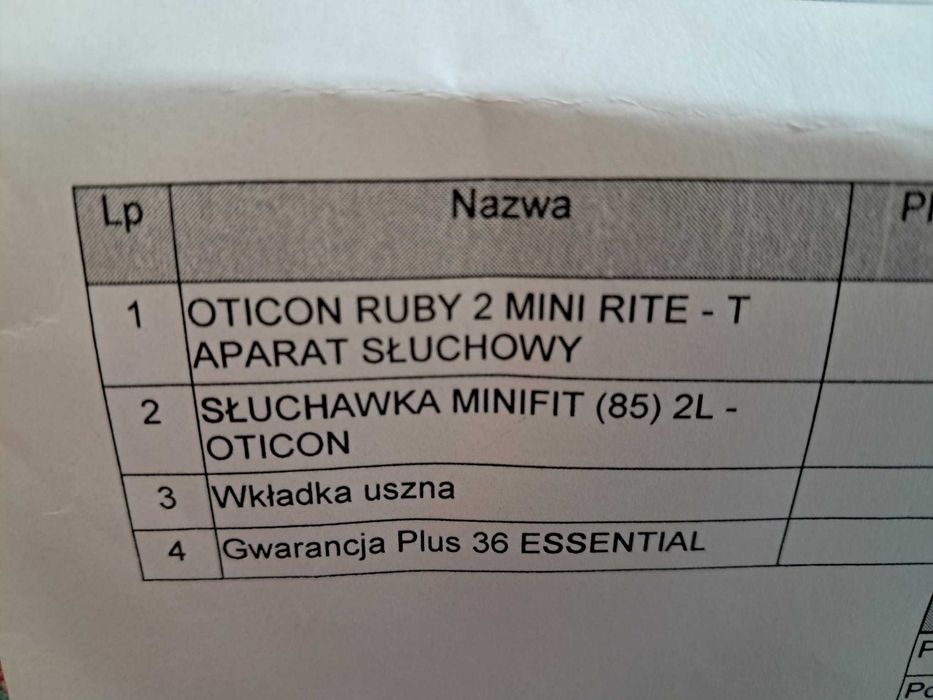 Lp Nazwa
1 OTICON RUBY 2 MINI RITE - T
APARAT SŁUCHOWY
2 SŁUCHAWKA MINIFIT (85) 2L -
OTICON
3 Wkładka uszna
4 Gwarancja Plus 36 ESSENTIAL